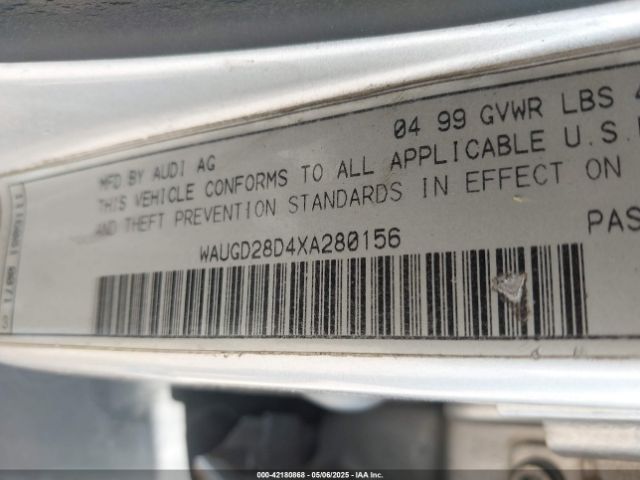 04 99 GVWR LBS
MFD BY AUDI AG
THIS VEHICLE CONFORMS TO ALL APPLICABLE U.S.
AND THEFT PREVENTION STANDARDS IN EFFECT ON
WAUGD28D4XA280156
PAS
000-42180868 05/06/2025 IAA Inc.